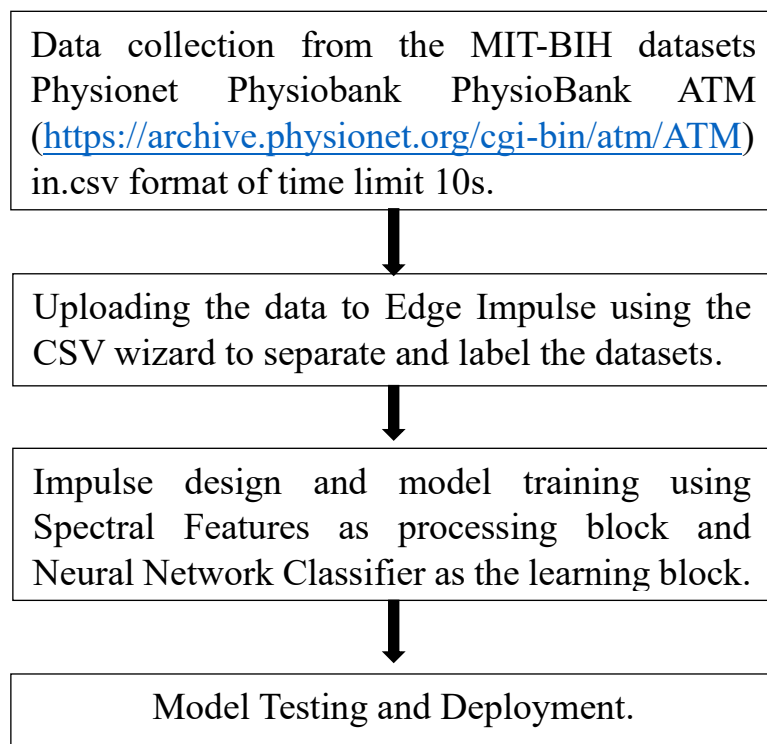 Data collection from the MIT-BIH datasets
Physionet Physiobank PhysioBank ATM
(https://archive.physionet.org/cgi-bin/atm/ATM)
in.csv format of time limit 10s.
Uploading the data to Edge Impulse using the
CSV wizard to separate and label the datasets.
Impulse design and model training using
Spectral Features as processing block and
Neural Network Classifier as the learning block.
Model Testing and Deployment.